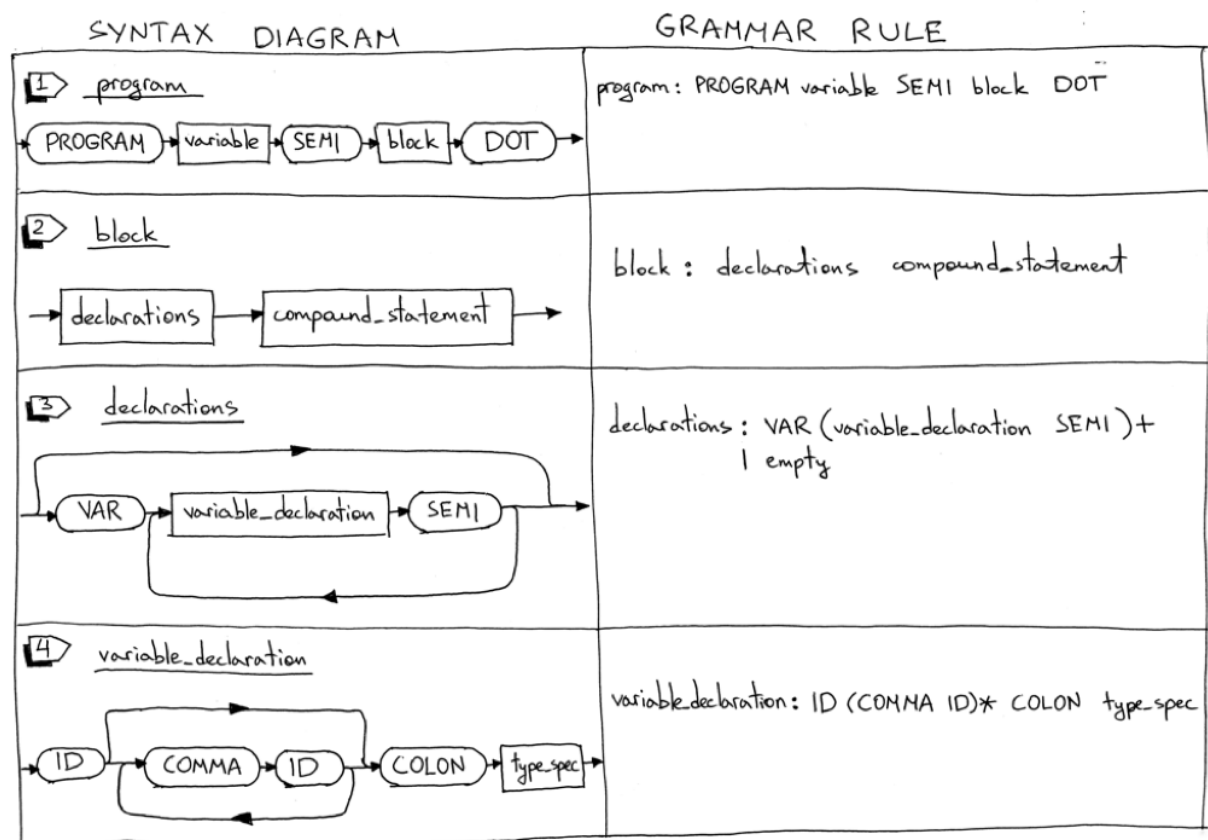 SYNTAX DIAGRAM
GRAMMAR RULE
1 program
PROGRAM variable SEMI block DOT
program: PROGRAM variable SEMI block DOT
2 block
declarations compound_statement
block: declarations compound_statement
3 declarations
VAR variable_declaration SEMI
declarations: VAR (variable_declaration SEMI)+
| empty
4 variable_declaration
ID COMMA ID COLON type_spec
variable_declaration: ID (COMMA ID)* COLON type_spec